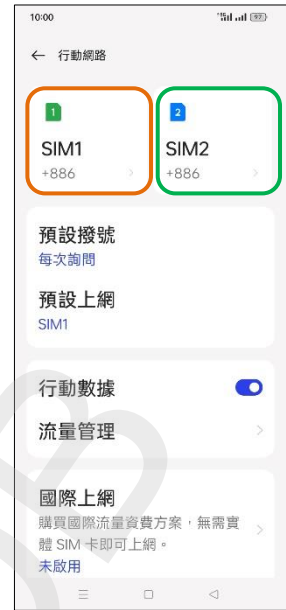 10:00
97
← 行動網路
1
2
SIM1
SIM2
+886
+886
預設撥號
每次詢問
預設上網
SIM1
行動數據
流量管理
國際上網
購買國際流量資費方案，無需實
體 SIM 卡即可上網。
未啟用